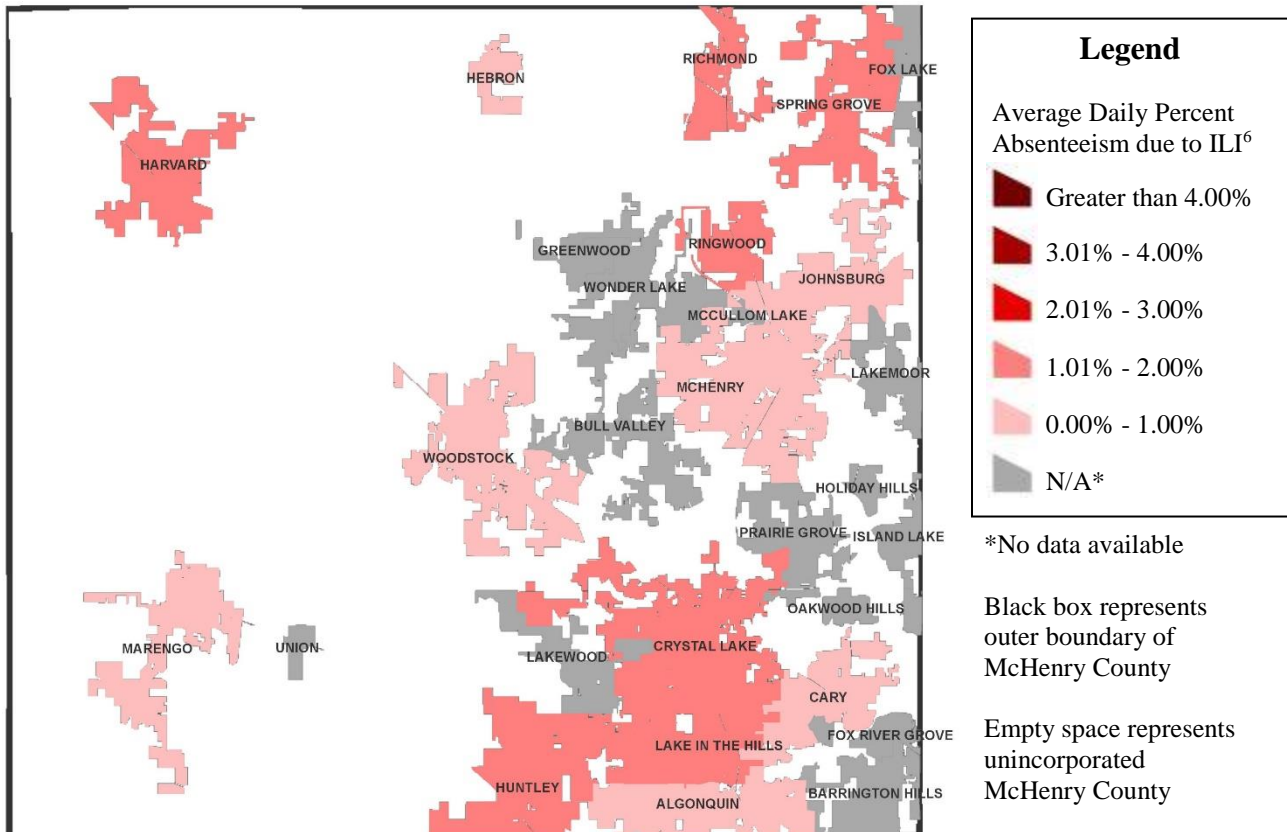 RICHMOND
FOX LAKE
HEBRON
SPRING GROVE
HARVARD
GREENWOOD
RINGWOOD
JOHNSBURG
WONDER LAKE
MCCULLOM LAKE
LAKEMOOR
MCHENRY
BULL VALLEY
WOODSTOCK
HOLIDAY HILLS
PRAIRIE GROVE
ISLAND LAKE
OAKWOOD HILLS
MARENGO
UNION
LAKEWOOD
CRYSTAL LAKE
CARY
FOX RIVER GROVE
LAKE IN THE HILLS
HUNTLEY
BARRINGTON HILLS
ALGONQUIN
Legend
Average Daily Percent
Absenteeism due to ILI⁶
Greater than 4.00%
3.01% - 4.00%
2.01% - 3.00%
1.01% - 2.00%
0.00% - 1.00%
N/A*
*No data available
Black box represents
outer boundary of
McHenry County
Empty space represents
unincorporated
McHenry County